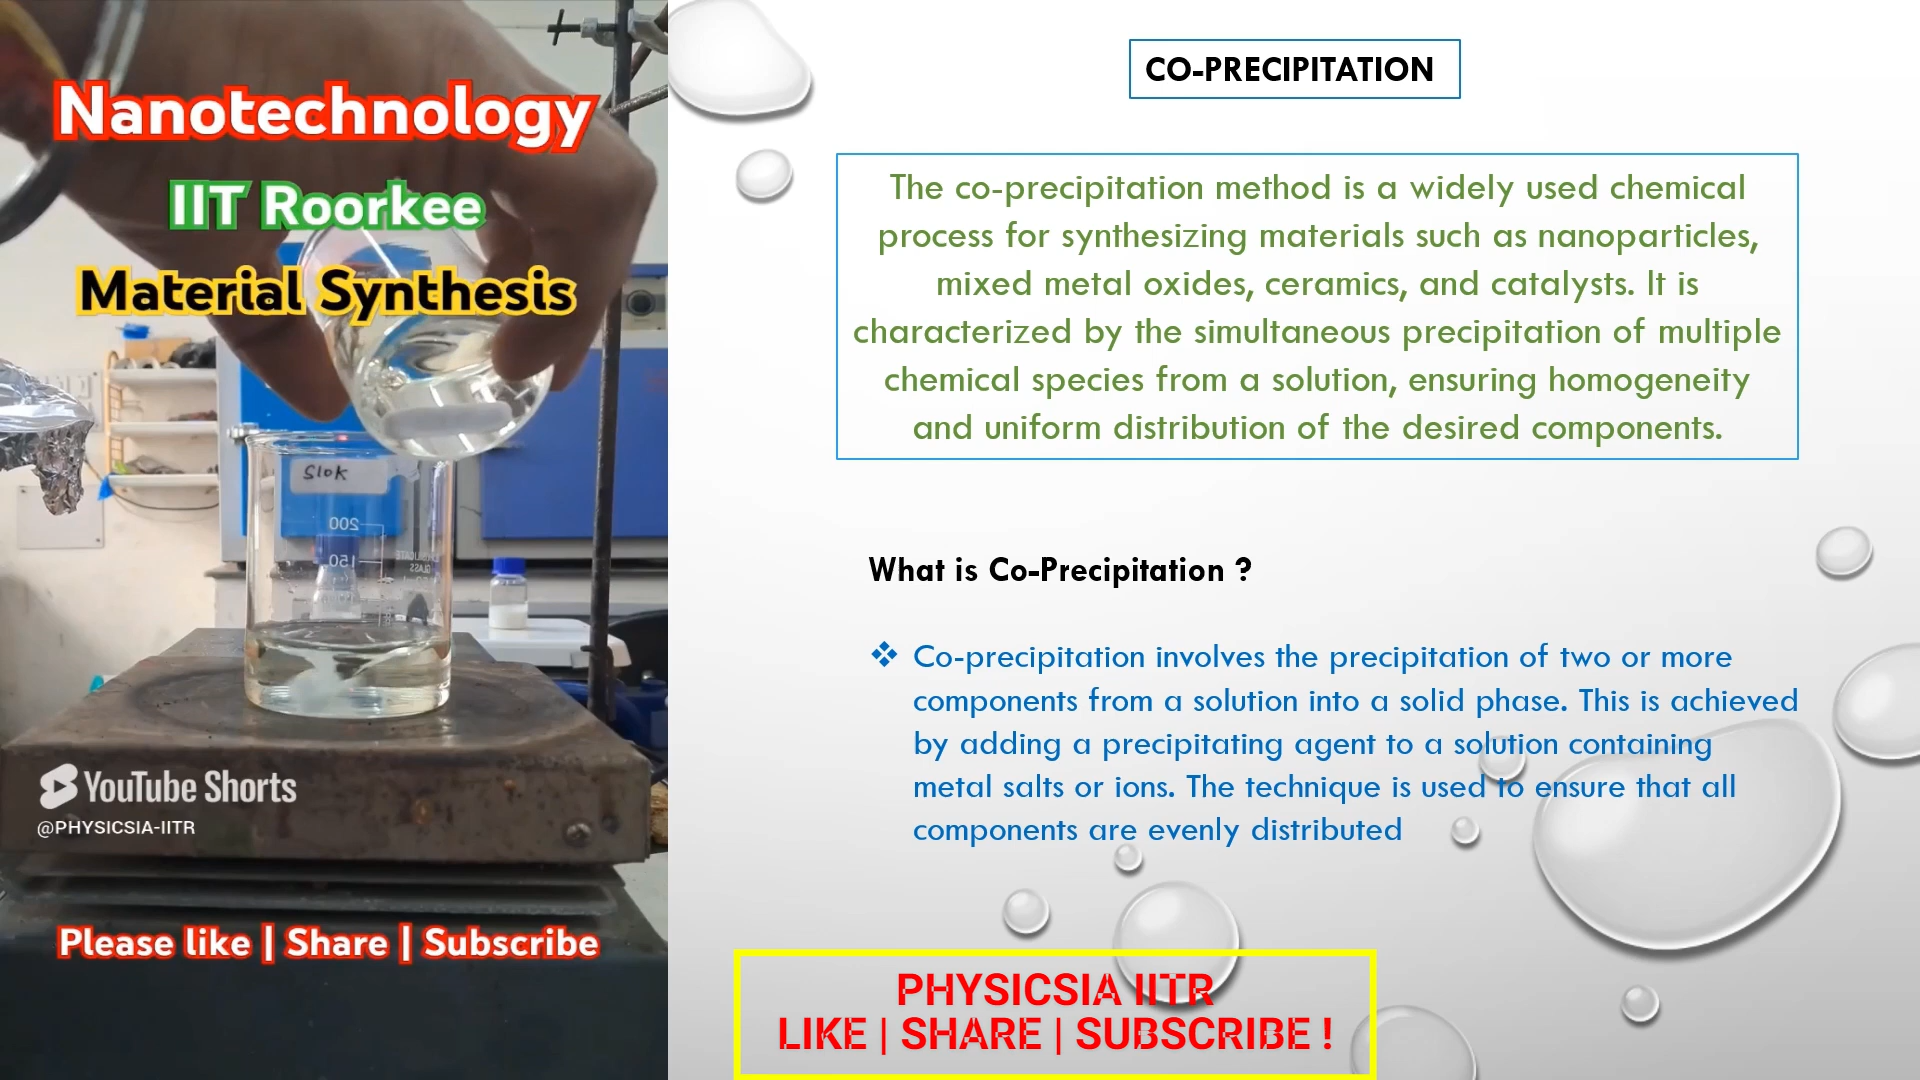 Nanotechnology
IIT Roorkee
Material Synthesis
Slok
200
150
YouTube Shorts
@PHYSICSIA-IITR
Please like | Share | Subscribe
CO-PRECIPITATION
The co-precipitation method is a widely used chemical
process for synthesizing materials such as nanoparticles,
mixed metal oxides, ceramics, and catalysts. It is
characterized by the simultaneous precipitation of multiple
chemical species from a solution, ensuring homogeneity
and uniform distribution of the desired components.
What is Co-Precipitation ?
❖ Co-precipitation involves the precipitation of two or more
components from a solution into a solid phase. This is achieved
by adding a precipitating agent to a solution containing
metal salts or ions. The technique is used to ensure that all
components are evenly distributed
PHYSICSIA IITR
LIKE | SHARE | SUBSCRIBE !